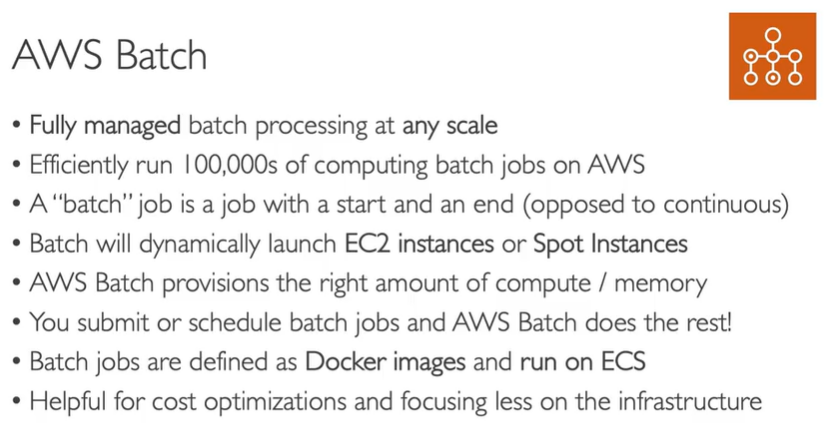 AWS Batch
• Fully managed batch processing at any scale
• Efficiently run 100,000s of computing batch jobs on AWS
• A “batch” job is a job with a start and an end (opposed to continuous)
• Batch will dynamically launch EC2 instances or Spot Instances
• AWS Batch provisions the right amount of compute / memory
• You submit or schedule batch jobs and AWS Batch does the rest!
• Batch jobs are defined as Docker images and run on ECS
• Helpful for cost optimizations and focusing less on the infrastructure